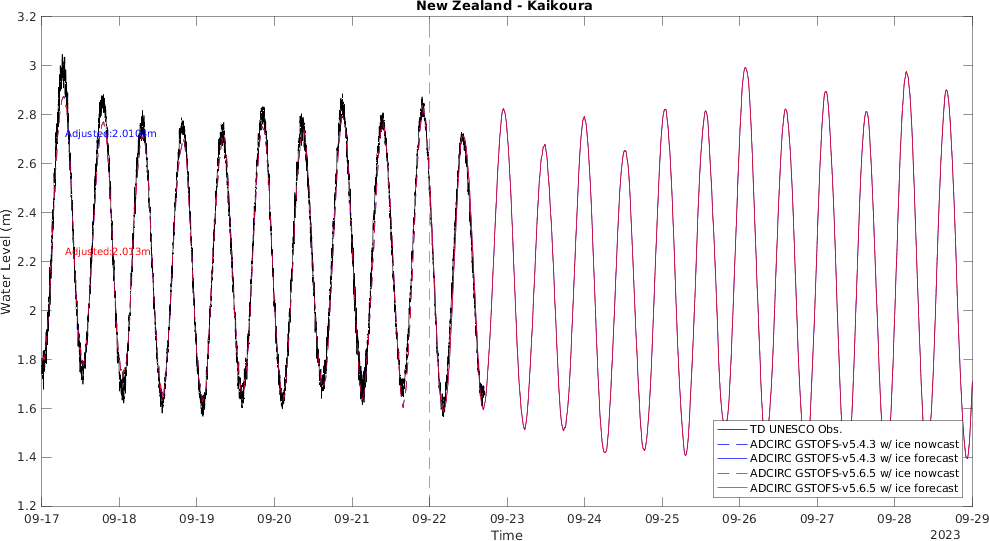 New Zealand - Kaikoura
3.2
3
2.8
2.6
2.4
2.2
2
1.8
1.6
1.4
1.2
Water Level (m)
Adjusted:2.0104m
Adjusted:2.013m
TD UNESCO Obs.
ADCIRC GSTOFS-v5.4.3 w/ ice nowcast
ADCIRC GSTOFS-v5.4.3 w/ ice forecast
ADCIRC GSTOFS-v5.6.5 w/ ice nowcast
ADCIRC GSTOFS-v5.6.5 w/ ice forecast
09-17 09-18 09-19 09-20 09-21 09-22 09-23 09-24 09-25 09-26 09-27 09-28 09-29
Time
2023